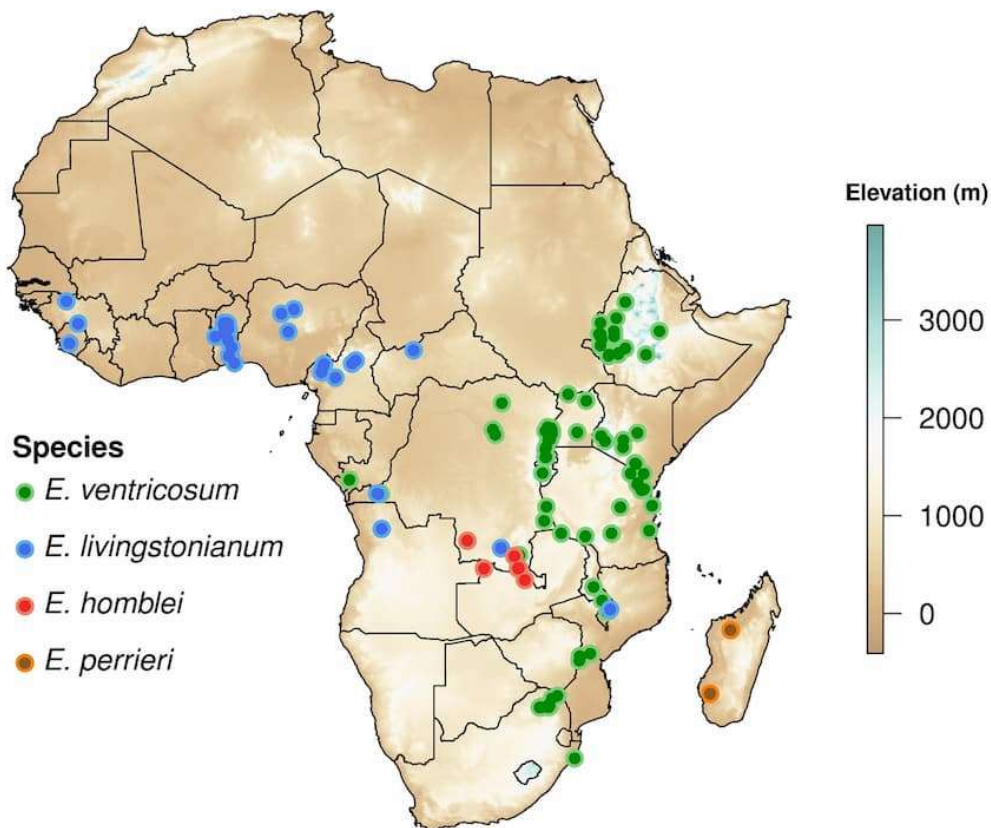 Elevation (m)
3000
2000
1000
0
Species
E. ventricosum
E. livingstonianum
E. homblei
E. perrieri